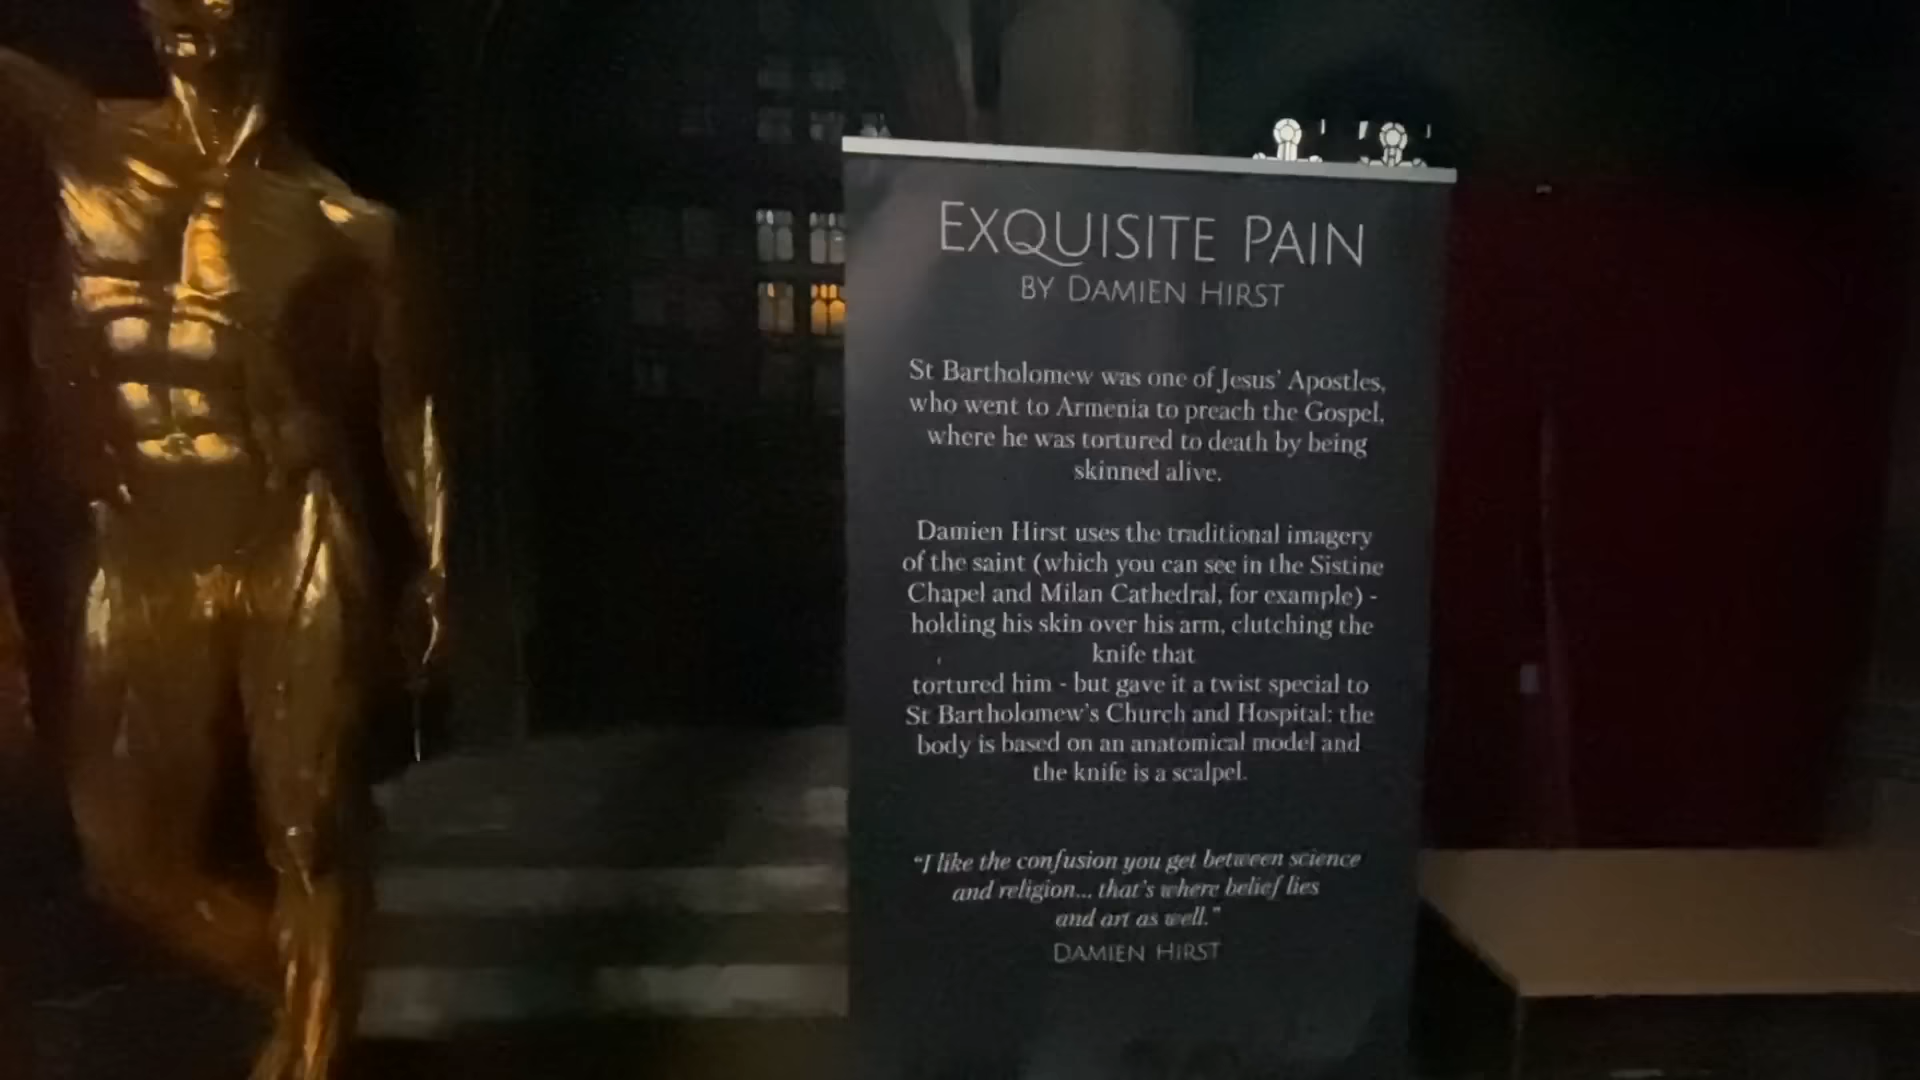 EXQUISITE PAIN
BY DAMIEN HIRST
St Bartholomew was one of Jesus' Apostles,
who went to Armenia to preach the Gospel,
where he was tortured to death by being
skinned alive.
Damien Hirst uses the traditional imagery
of the saint (which you can see in the Sistine
Chapel and Milan Cathedral, for example) -
holding his skin over his arm, clutching the
knife that
tortured him - but gave it a twist special to
St Bartholomew's Church and Hospital: the
body is based on an anatomical model and
the knife is a scalpel.
"I like the confusion you get between science
and religion... that's where belief lies
and art as well."
DAMIEN HIRST